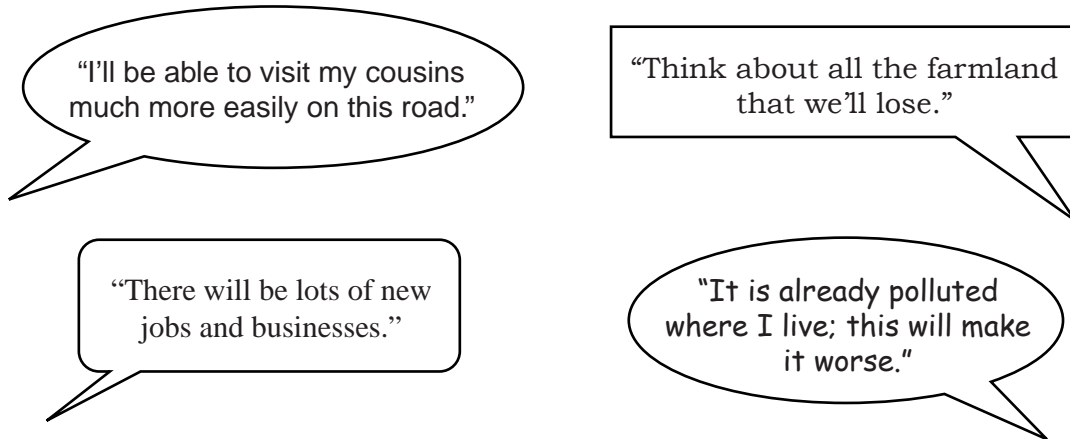 “I’ll be able to visit my cousins
much more easily on this road.”
“Think about all the farmland
that we’ll lose.”
“There will be lots of new
jobs and businesses.”
“It is already polluted
where I live; this will make
it worse.”